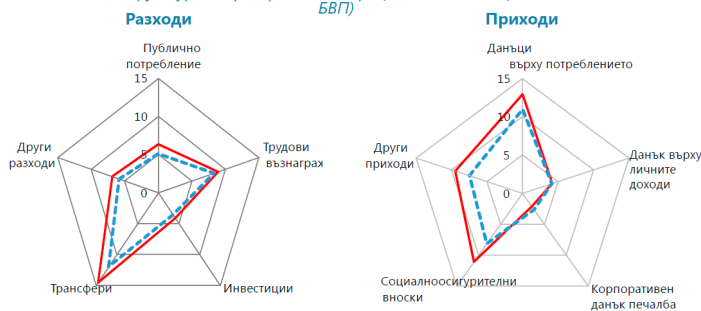 БВП)
Разходи
Публично
потребление
15
10
5
0
Други
разходи
Трудови
възнаграж
Трансфери
Инвестиции
Приходи
Данъци
върху потреблението
15
10
5
0
Други
приходи
Данък върху
личните
доходи
Социалноосигурителни
вноски
Корпоративен
данък печалба